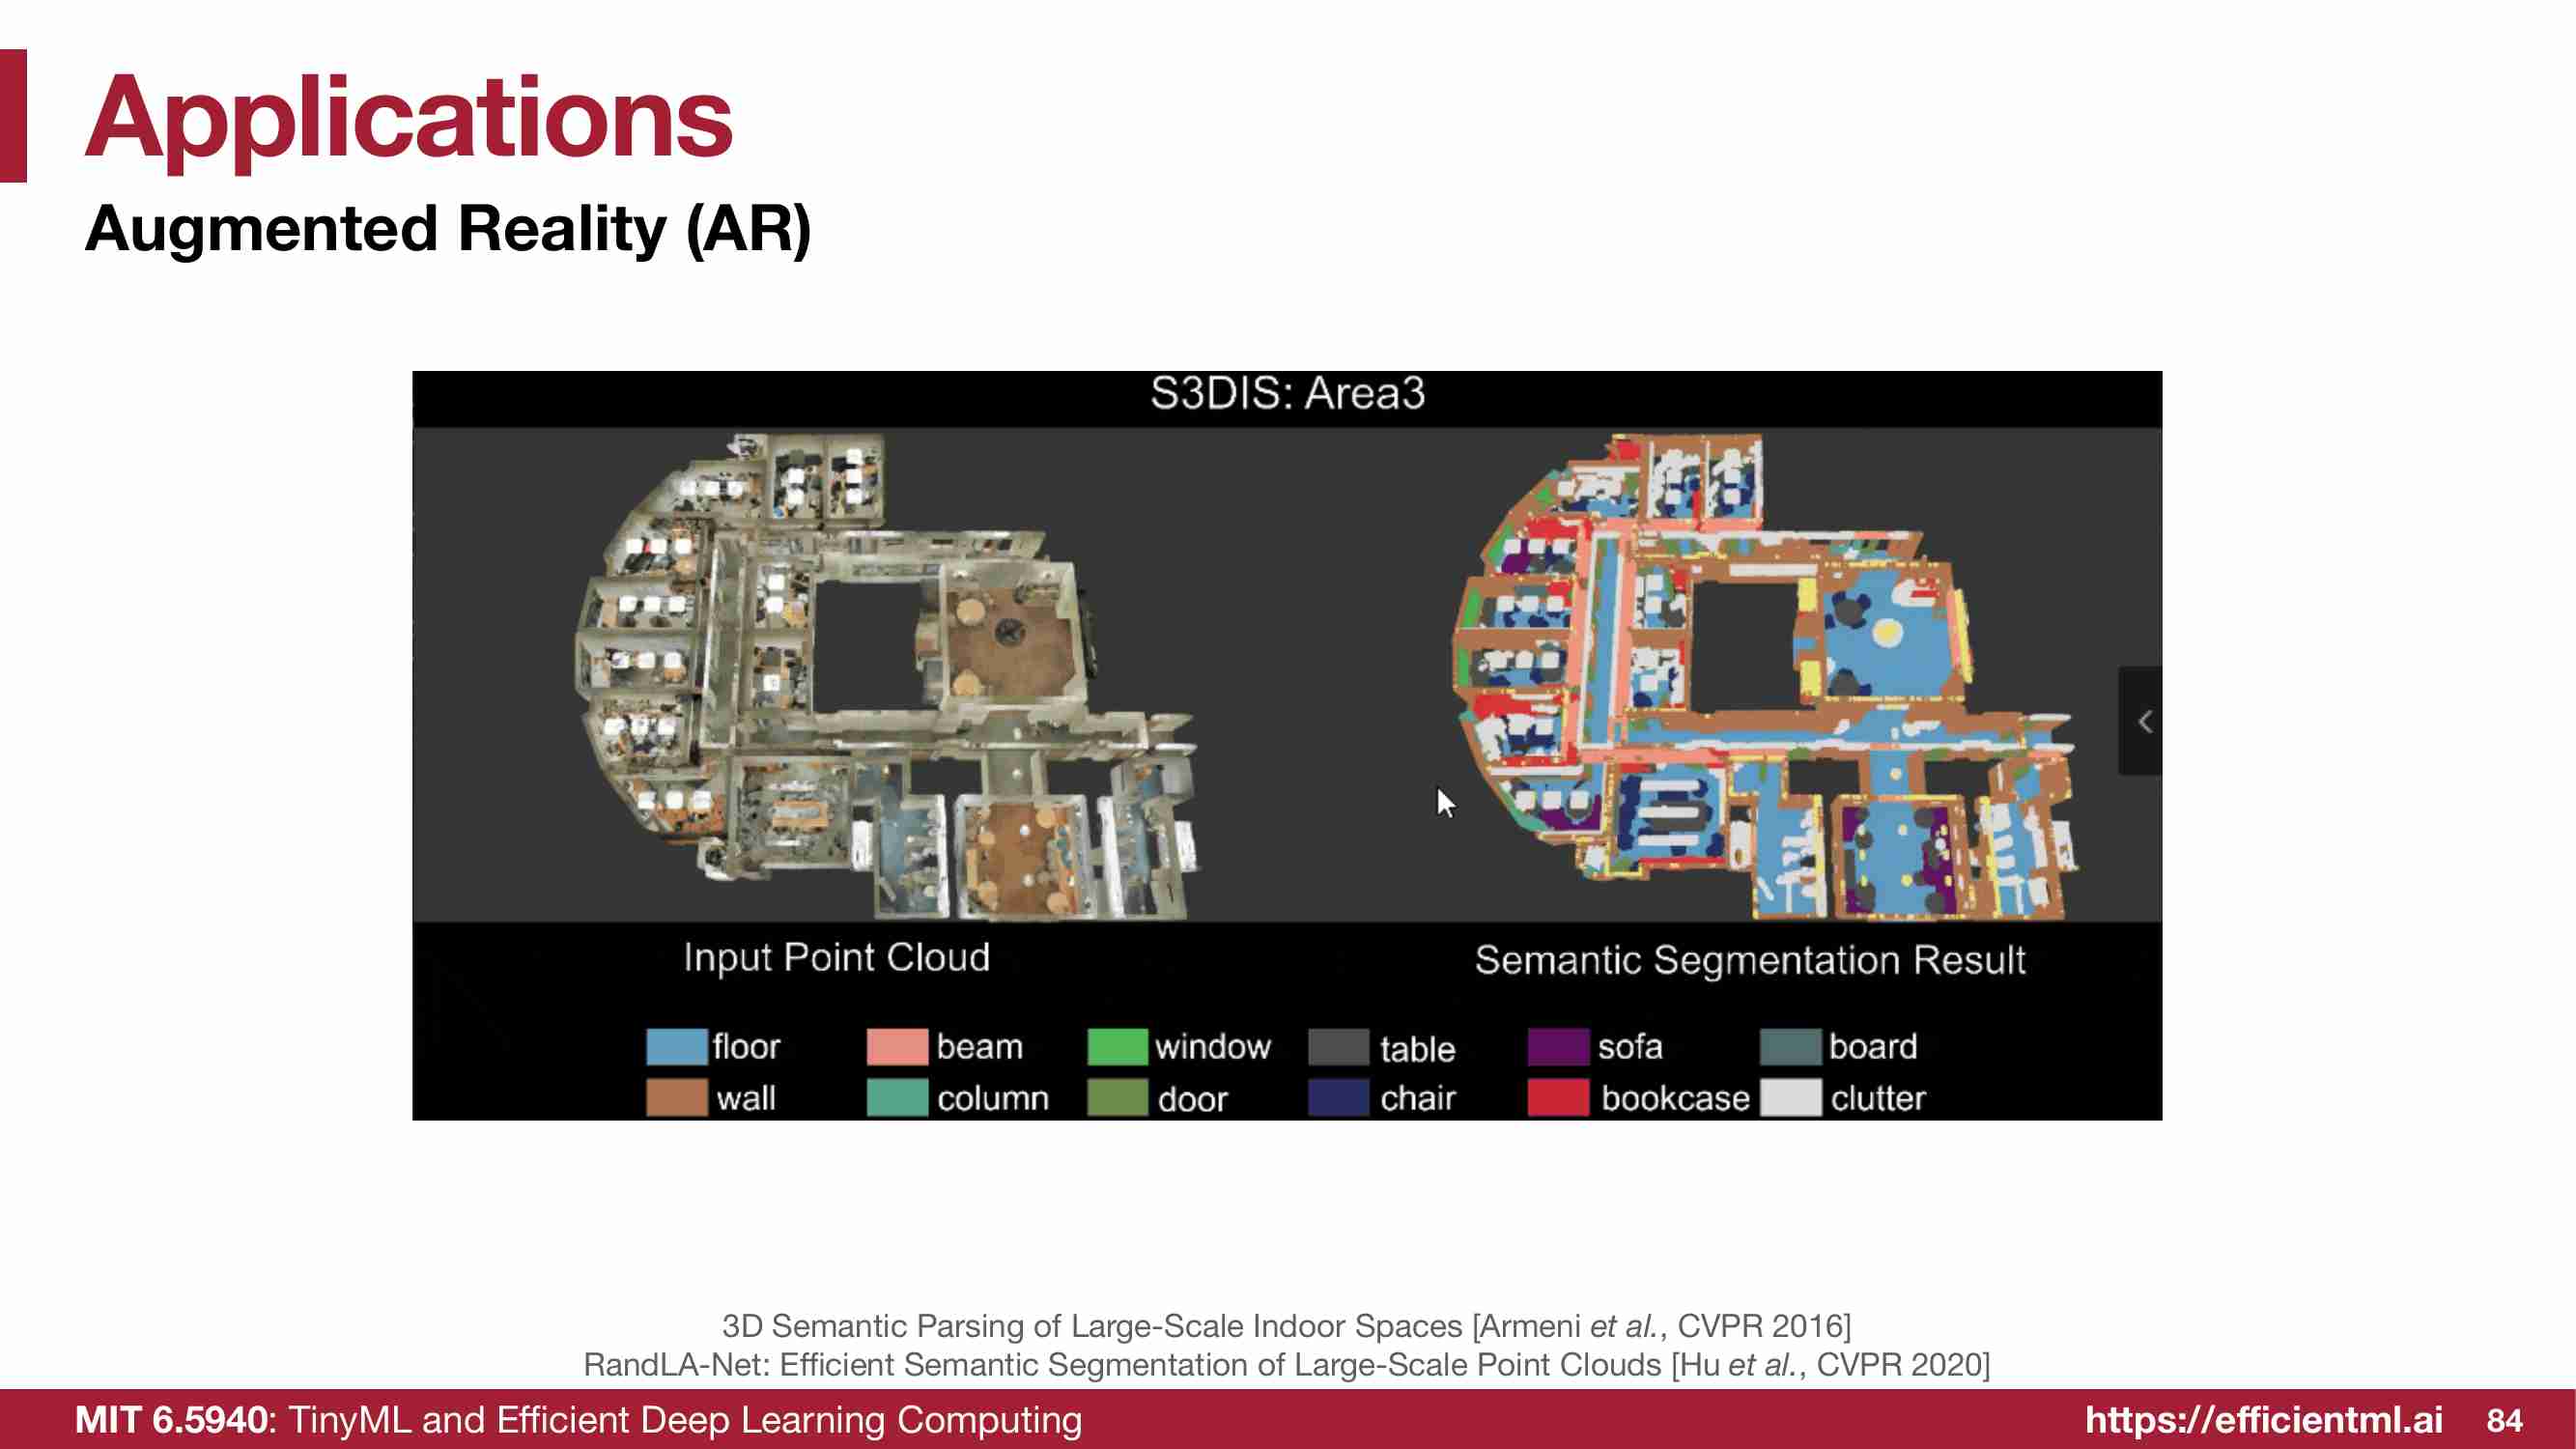 Applications
Augmented Reality (AR)
S3DIS: Area3
Input Point Cloud
Semantic Segmentation Result
floor
beam
window
table
sofa
board
wall
column
door
chair
bookcase
clutter
3D Semantic Parsing of Large-Scale Indoor Spaces [Armeni et al., CVPR 2016]
RandLA-Net: Efficient Semantic Segmentation of Large-Scale Point Clouds [Hu et al., CVPR 2020]
MIT 6.5940: TinyML and Efficient Deep Learning Computing
https://efficientml.ai
84